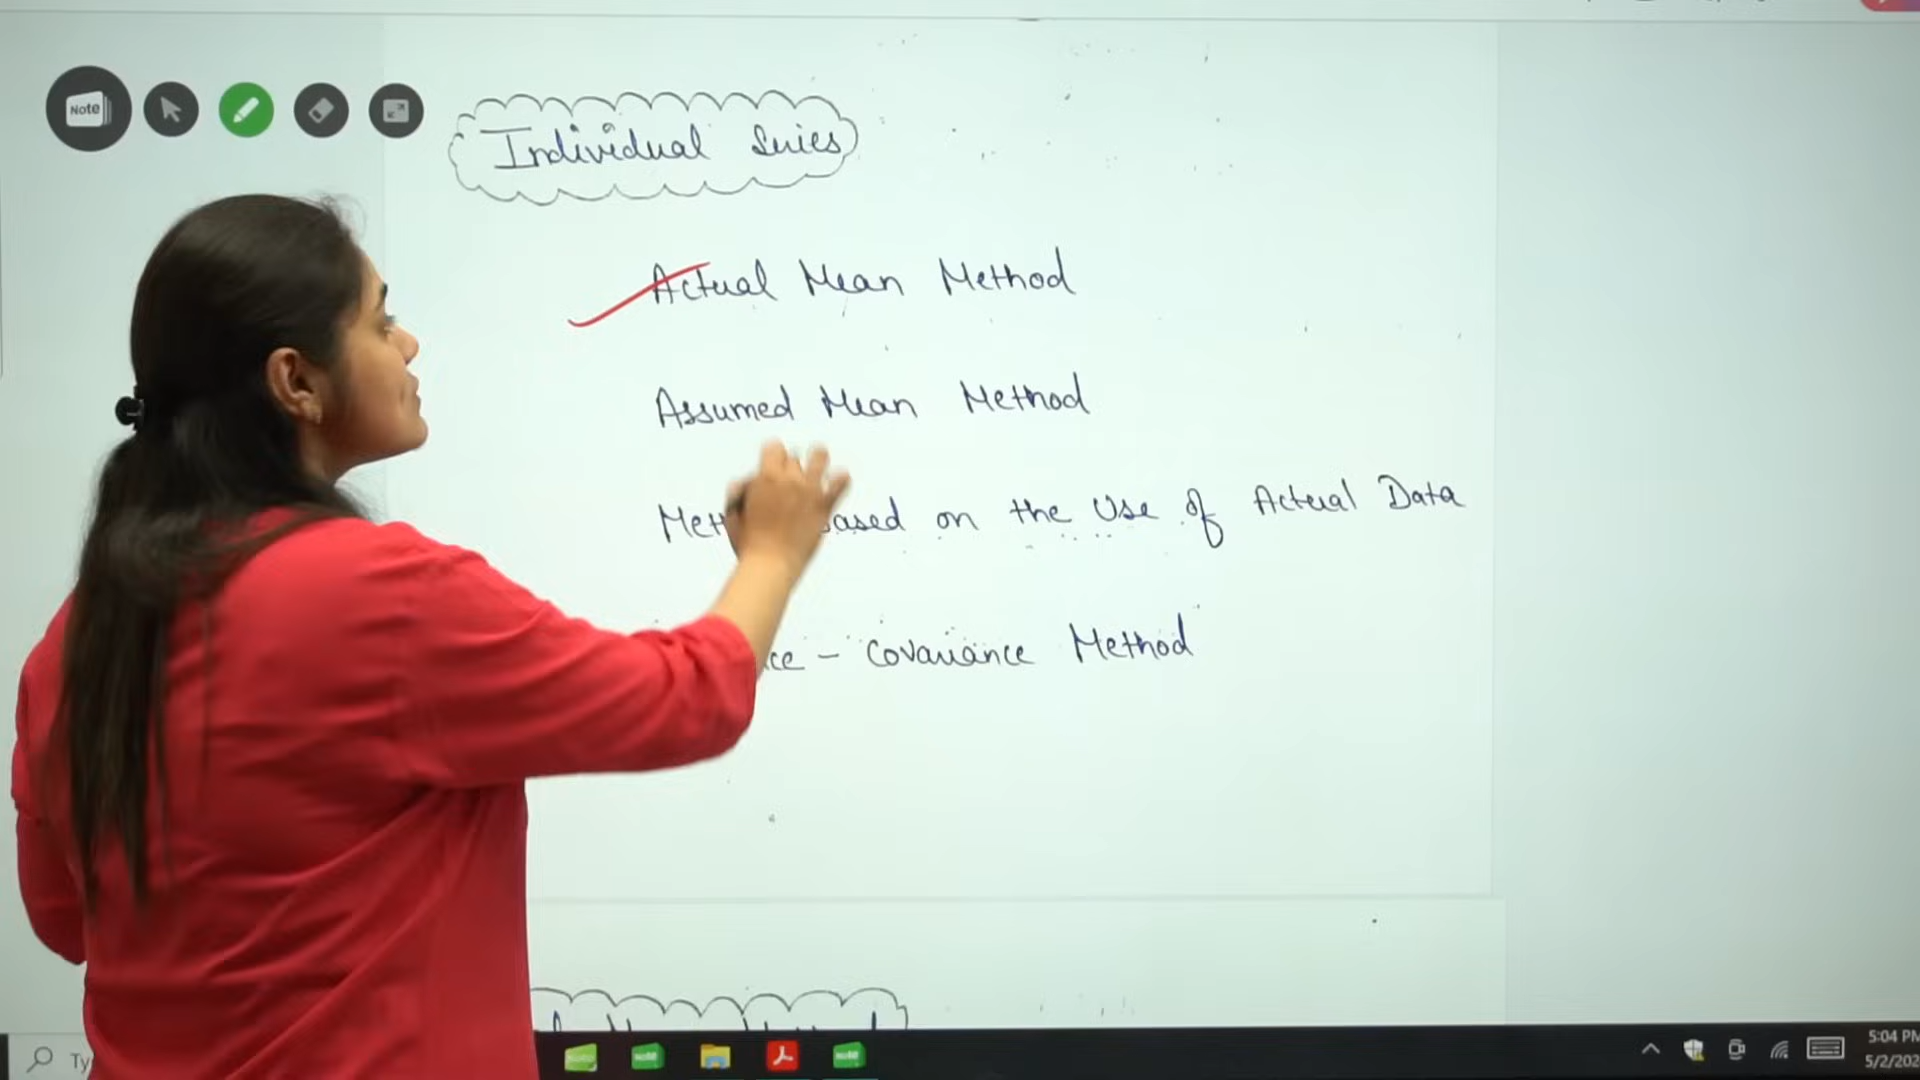 Note
Individual Series
Actual Mean Method
Assumed Mean Method
Based on the Use of Actual Data
- Covariance Method
5:04 PM